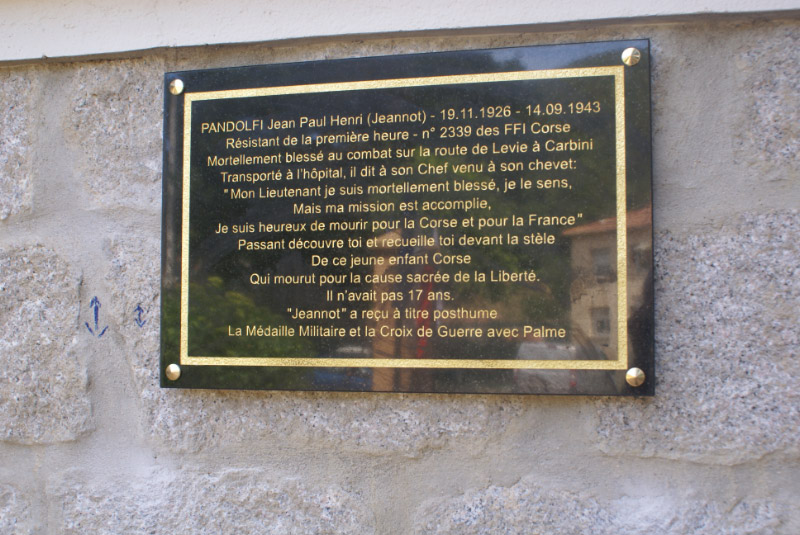 PANDOLFI Jean Paul Henri (Jeannot) - 19.11.1926 - 14.09.1943
Résistant de la première heure - n° 2339 des FFI Corse
Mortellement blessé au combat sur la route de Levie à Carbini
Transporté à l'hôpital, il dit à son Chef venu à son chevet:
"Mon Lieutenant je suis mortellement blessé, je le sens,
Mais ma mission est accomplie,
Je suis heureux de mourir pour la Corse et pour la France"
Passant découvre toi et recueille toi devant la stèle
De ce jeune enfant Corse
Qui mourut pour la cause sacrée de la Liberté.
Il n'avait pas 17 ans.
"Jeannot" a reçu à titre posthume
La Médaille Militaire et la Croix de Guerre avec Palme